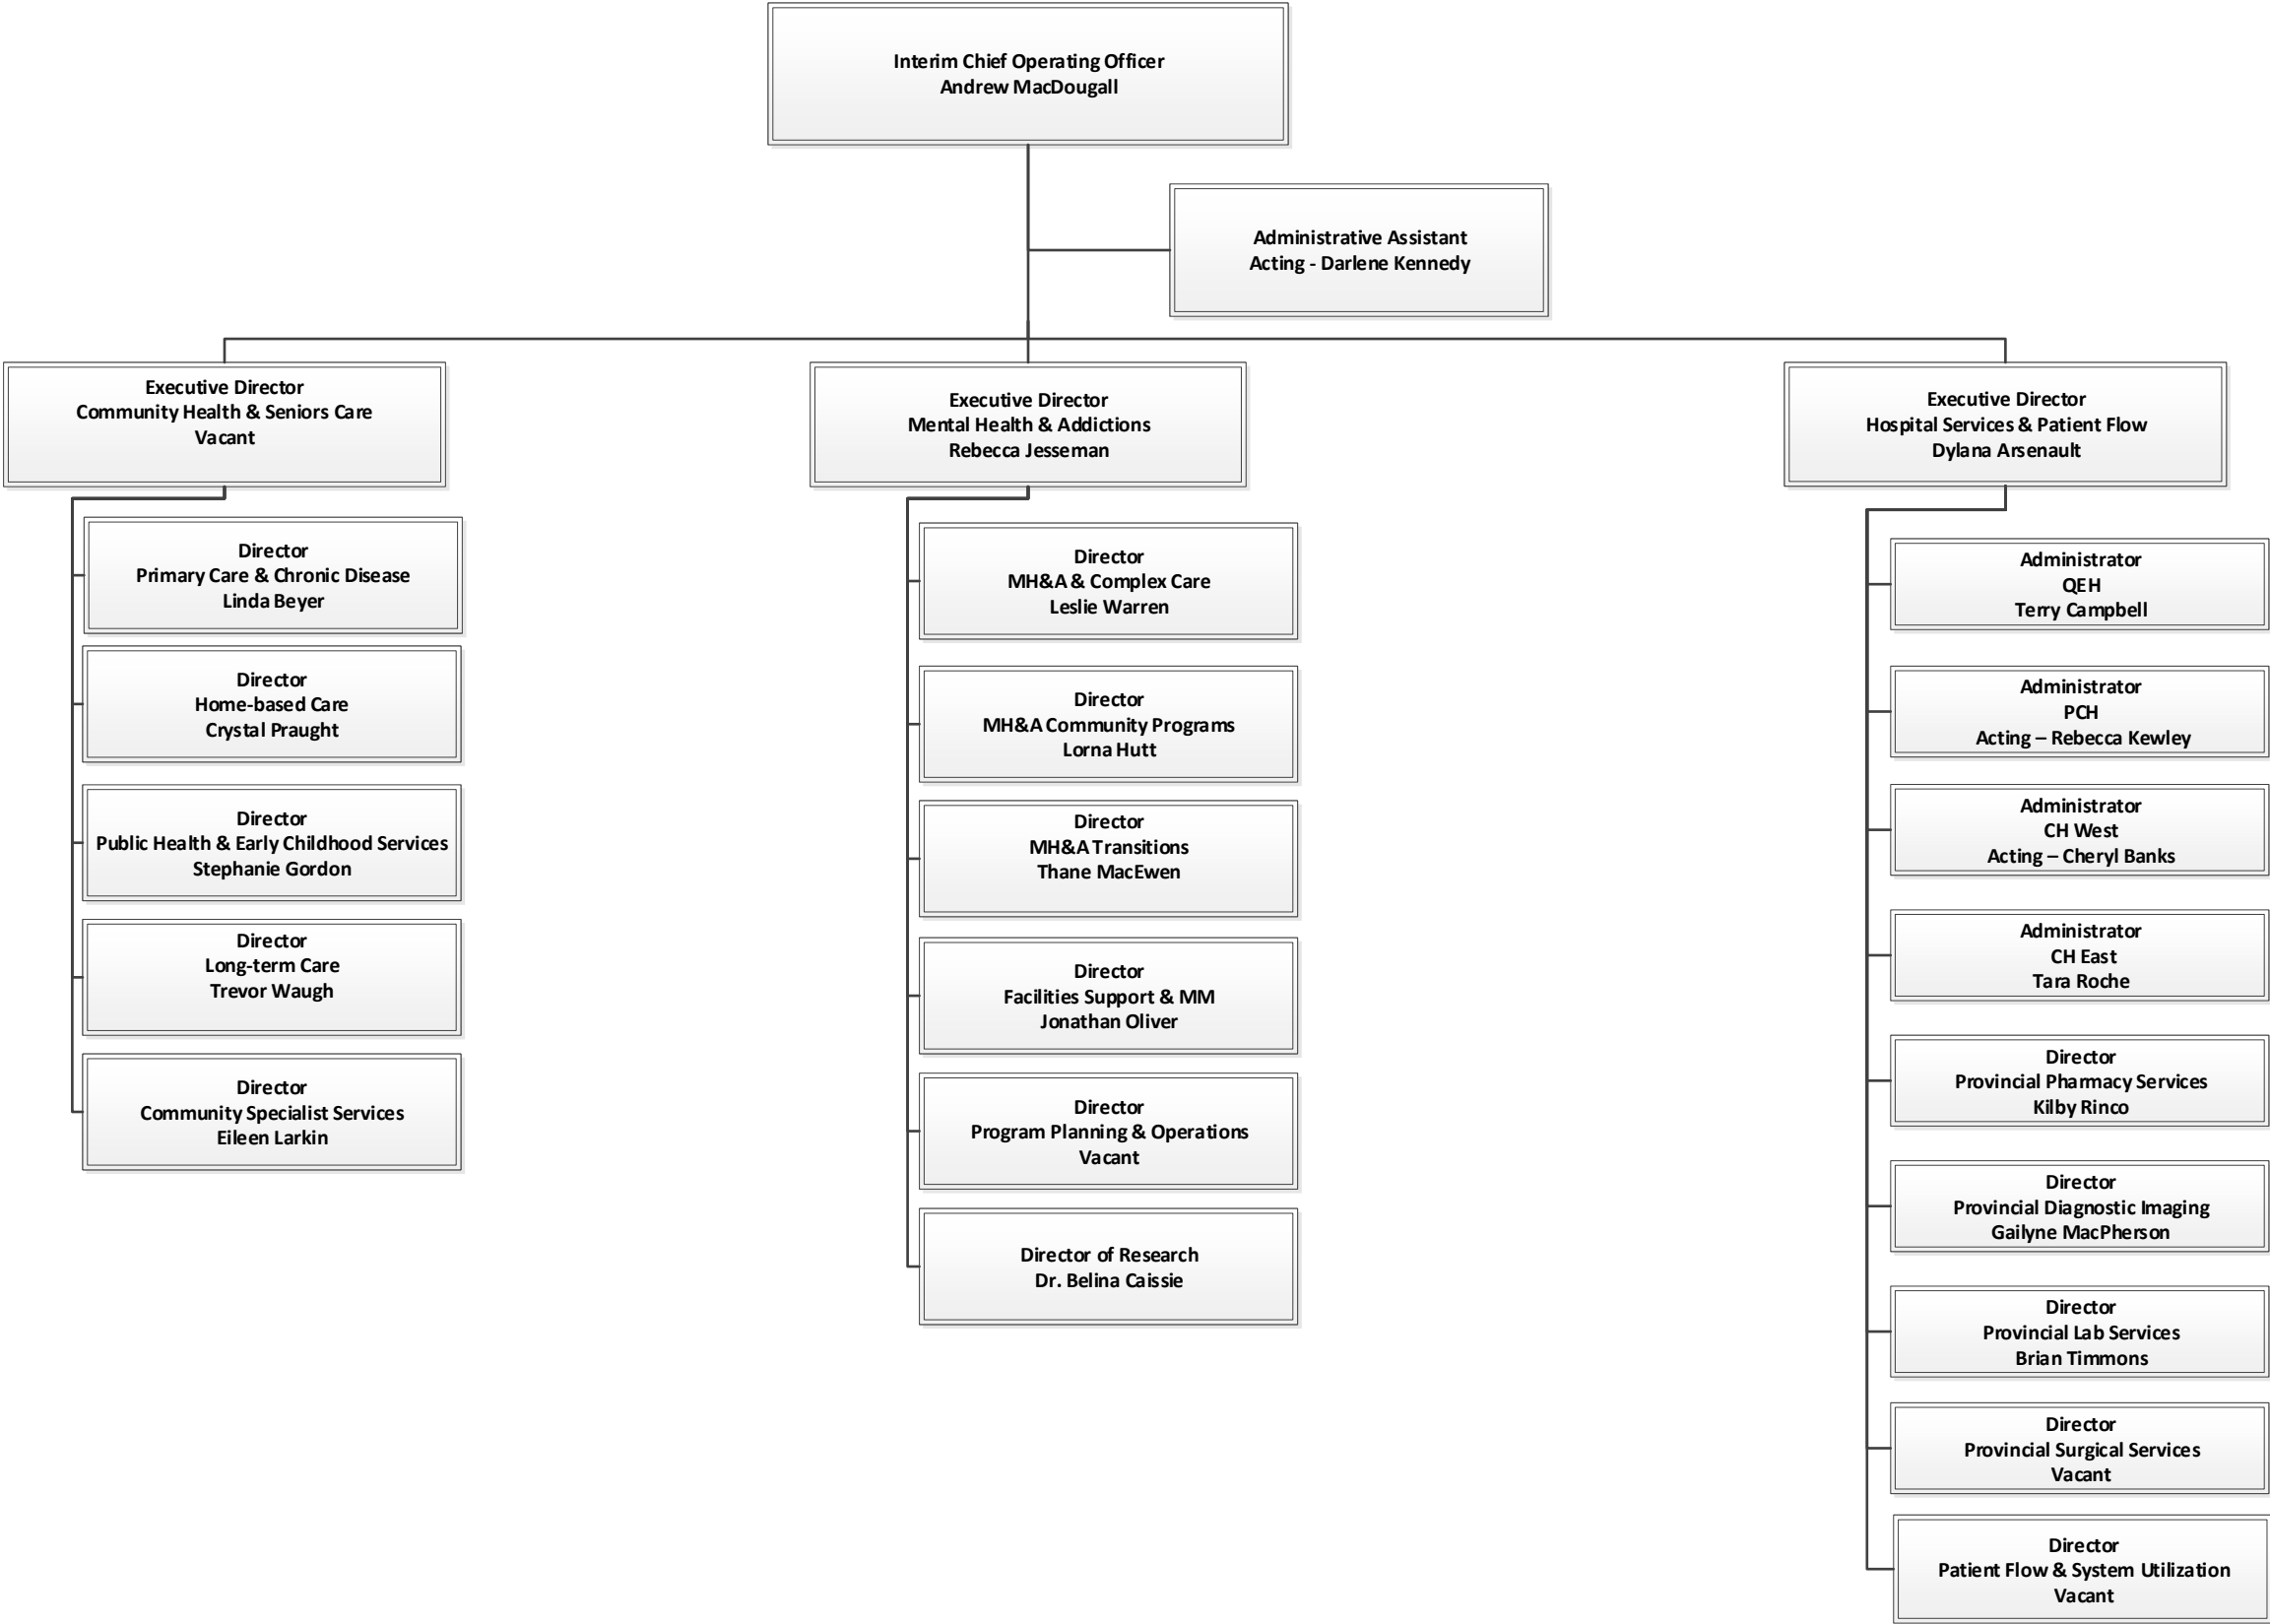 Interim Chief Operating Officer
Andrew MacDougall
Administrative Assistant
Acting - Darlene Kennedy
Executive Director
Community Health & Seniors Care
Vacant
Director
Primary Care & Chronic Disease
Linda Beyer
Director
Home-based Care
Crystal Praught
Director
Public Health & Early Childhood Services
Stephanie Gordon
Director
Long-term Care
Trevor Waugh
Director
Community Specialist Services
Eileen Larkin
Executive Director
Mental Health & Addictions
Rebecca Jesseman
Director
MH&A & Complex Care
Leslie Warren
Director
MH&A Community Programs
Lorna Hutt
Director
MH&A Transitions
Thane MacEwen
Director
Facilities Support & MM
Jonathan Oliver
Director
Program Planning & Operations
Vacant
Director of Research
Dr. Belina Caissie
Executive Director
Hospital Services & Patient Flow
Dylana Arsenault
Administrator
QEH
Terry Campbell
Administrator
PCH
Acting – Rebecca Kewley
Administrator
CH West
Acting – Cheryl Banks
Administrator
CH East
Tara Roche
Director
Provincial Pharmacy Services
Kilby Rinco
Director
Provincial Diagnostic Imaging
Gailyne MacPherson
Director
Provincial Lab Services
Brian Timmons
Director
Provincial Surgical Services
Vacant
Director
Patient Flow & System Utilization
Vacant